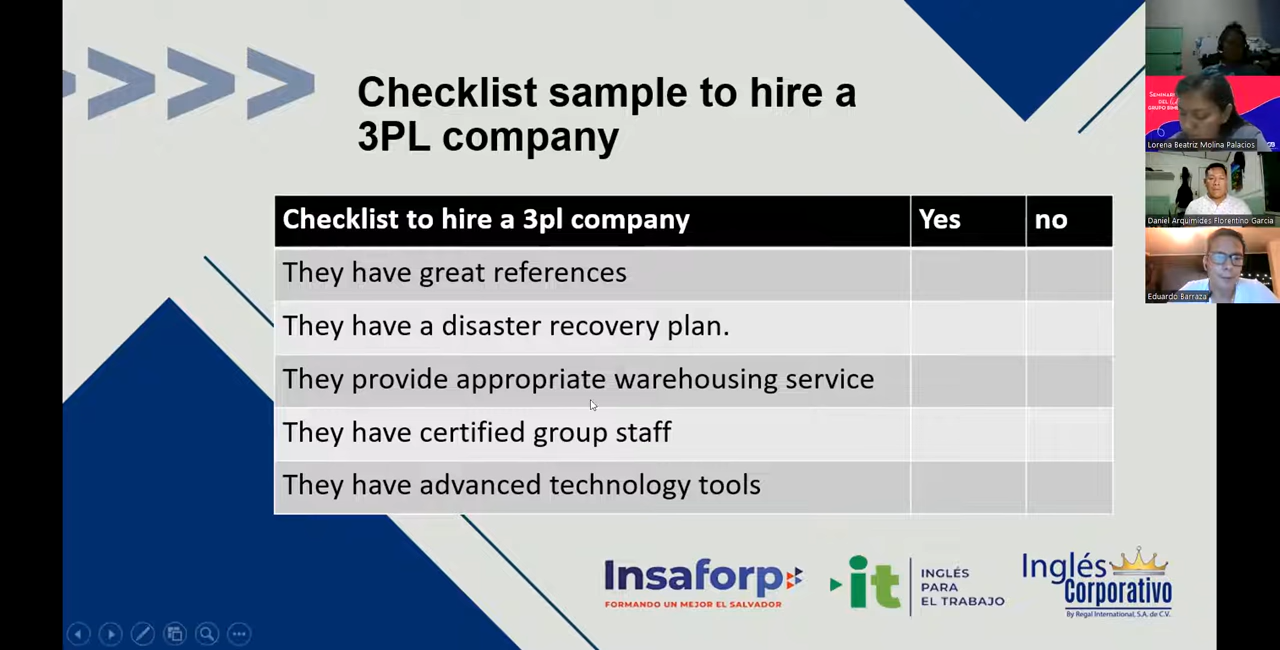 Checklist sample to hire a
3PL company
Checklist to hire a 3pl company Yes no
They have great references
They have a disaster recovery plan.
They provide appropriate warehousing service
They have certified group staff
They have advanced technology tools
Insaforp
FORMANDO UN MEJOR EL SALVADOR
it
INGLÉS
PARA
EL TRABAJO
Inglés
Corporativo
By Regal International, S.A. de C.V.
Lorena Beatriz Molina Palacios
Daniel Arquimides Florentino Garcia
Eduardo Barraza